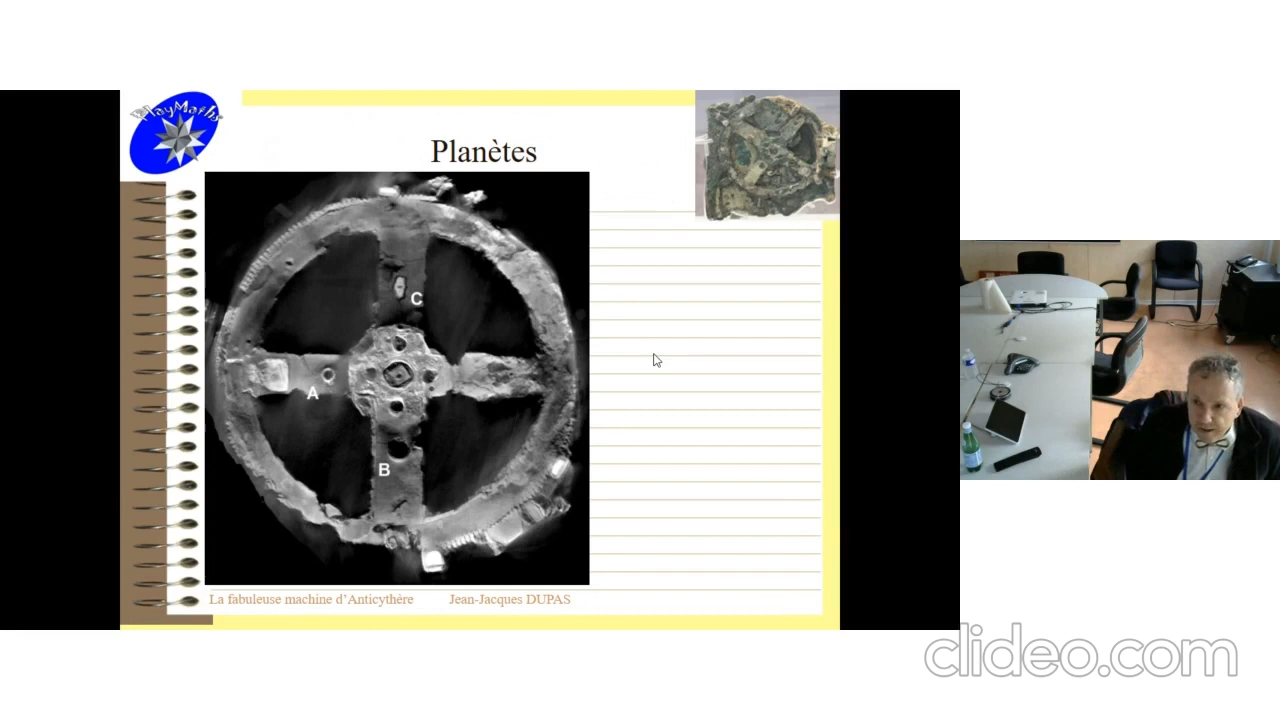 PlayMaths
Planètes
C
A
B
La fabuleuse machine d'Anticythère Jean-Jacques DUPAS
clideo.com